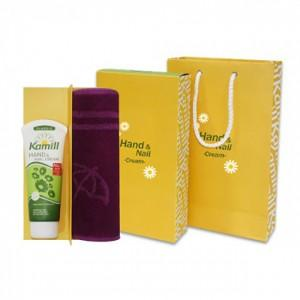 Kamill
HAND &
NAIL CREAM
Hand &
Nail
-Cream-
Hand &
Nail
-Cream-